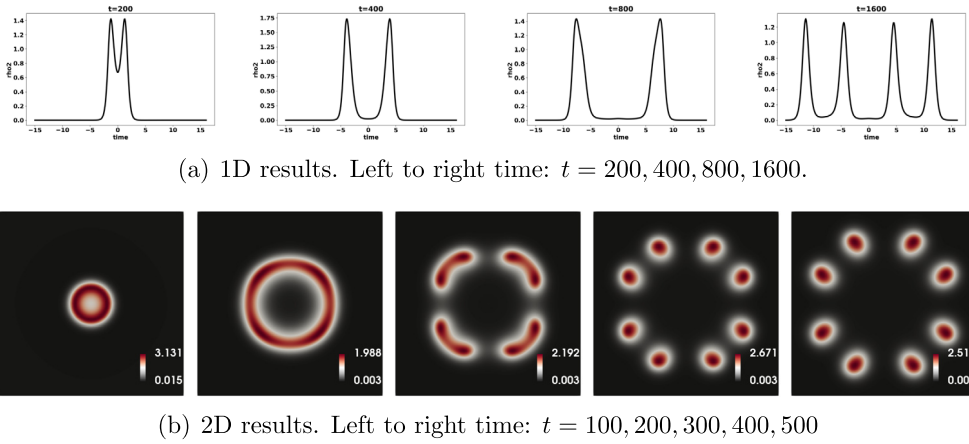 t=200 t=400 t=800 t=1600
1.4 1.2 1.0 0.8 0.6 0.4 0.2 0.0
rho2
−15 −10 −5 0 5 10 15
time
1.75 1.50 1.25 1.00 0.75 0.50 0.25 0.00
rho2
−15 −10 −5 0 5 10 15
time
1.4 1.2 1.0 0.8 0.6 0.4 0.2 0.0
rho2
−15 −10 −5 0 5 10 15
time
1.2 1.0 0.8 0.6 0.4 0.2 0.0
rho2
−15 −10 −5 0 5 10 15
time
(a) 1D results. Left to right time: t = 200, 400, 800, 1600.
3.131 1.988 2.192 2.671 2.51
0.015 0.003 0.003 0.003 0.00
(b) 2D results. Left to right time: t = 100, 200, 300, 400, 500